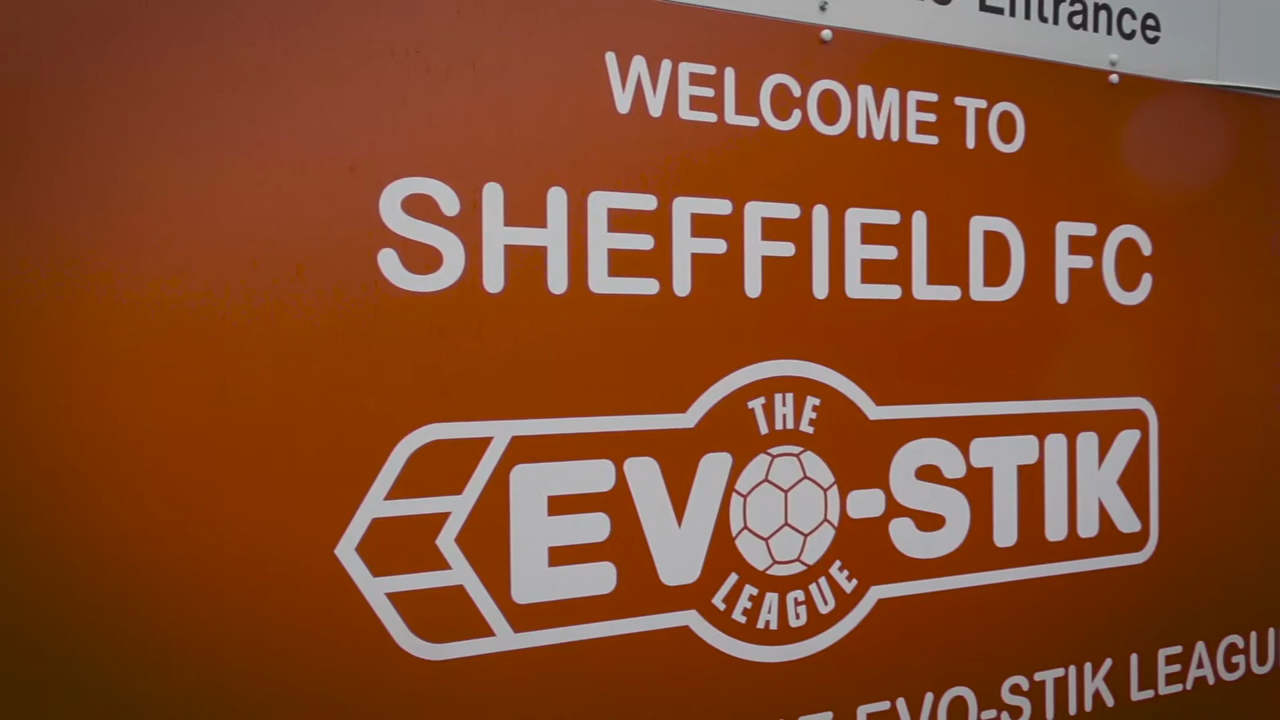 Entrance
WELCOME TO
SHEFFIELD FC
THE
EVO-STIK
LEAGUE
EVO-STIK LEAGU